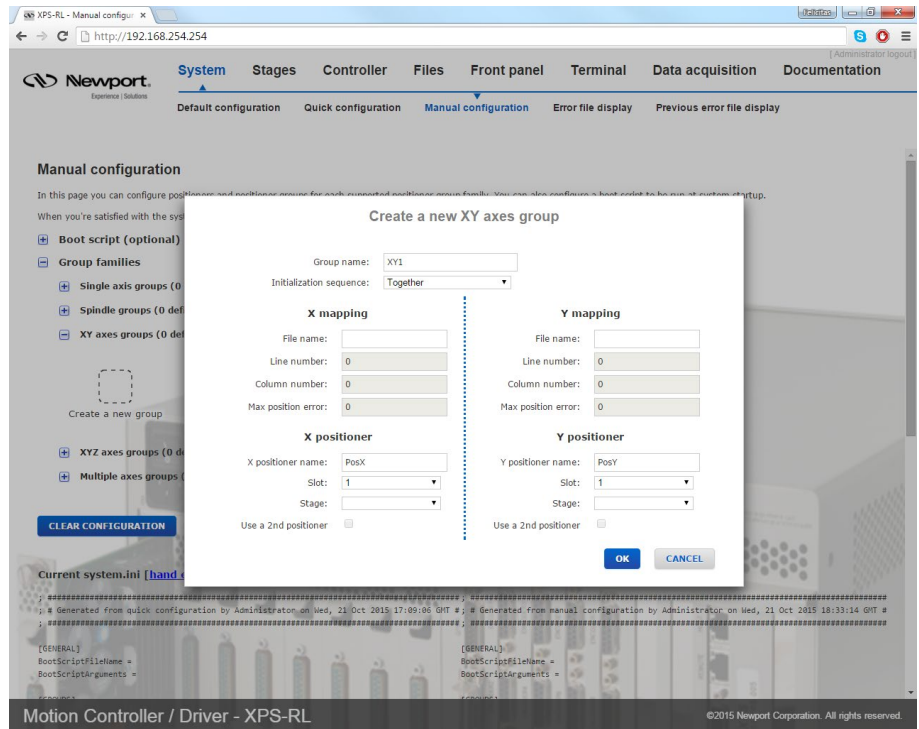 XPS-RL - Manual configur
Felicitas
http://192.168.254.254
[ Administrator logout ]
Newport.
Experience | Solutions
System Stages Controller Files Front panel Terminal Data acquisition Documentation
Default configuration Quick configuration Manual configuration Error file display Previous error file display
Manual configuration
In this page you can configure positioners and positioner groups for each supported positioner group family. You can also configure a boot script to be run at system startup.
When you're satisfied with the sys
Boot script (optional)
Group families
Single axis groups (0
Spindle groups (0 def
XY axes groups (0 def
Create a new group
XYZ axes groups (0 de
Multiple axes groups (
CLEAR CONFIGURATION
Create a new XY axes group
Group name: XY1
Initialization sequence: Together
X mapping
File name:
Line number: 0
Column number: 0
Max position error: 0
X positioner
X positioner name: PosX
Slot: 1
Stage:
Use a 2nd positioner
Y mapping
File name:
Line number: 0
Column number: 0
Max position error: 0
Y positioner
Y positioner name: PosY
Slot: 1
Stage:
Use a 2nd positioner
OK CANCEL
Current system.ini [hand e
; ########################################################################################
; # Generated from quick configuration by Administrator on Wed, 21 Oct 2015 17:09:06 GMT #
; ########################################################################################
[GENERAL]
BootScriptFileName =
BootScriptArguments =
; ########################################################################################
; # Generated from manual configuration by Administrator on Wed, 21 Oct 2015 18:33:14 GMT #
; ########################################################################################
[GENERAL]
BootScriptFileName =
BootScriptArguments =
Motion Controller / Driver - XPS-RL
©2015 Newport Corporation. All rights reserved.